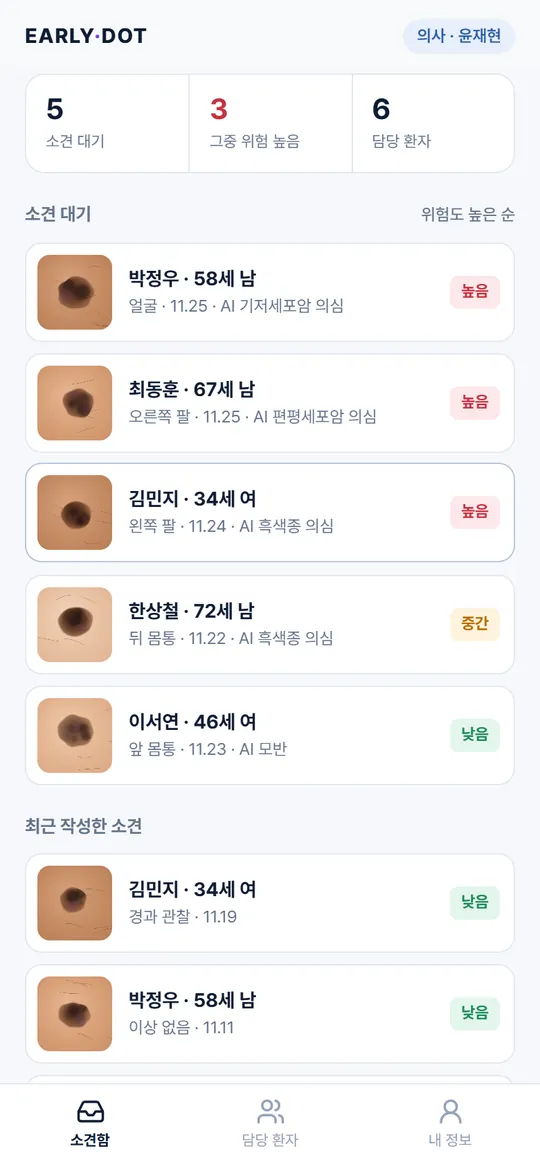 EARLY·DOT
의사 · 윤재현
5
소견 대기
3
그중 위험 높음
6
담당 환자
소견 대기
위험도 높은 순
박정우 · 58세 남
얼굴 · 11.25 · AI 기저세포암 의심
높음
최동훈 · 67세 남
오른쪽 팔 · 11.25 · AI 편평세포암 의심
높음
김민지 · 34세 여
왼쪽 팔 · 11.24 · AI 흑색종 의심
높음
한상철 · 72세 남
뒤 몸통 · 11.22 · AI 흑색종 의심
중간
이서연 · 46세 여
앞 몸통 · 11.23 · AI 모반
낮음
최근 작성한 소견
김민지 · 34세 여
경과 관찰 · 11.19
낮음
박정우 · 58세 남
이상 없음 · 11.11
낮음
소견함
담당 환자
내 정보